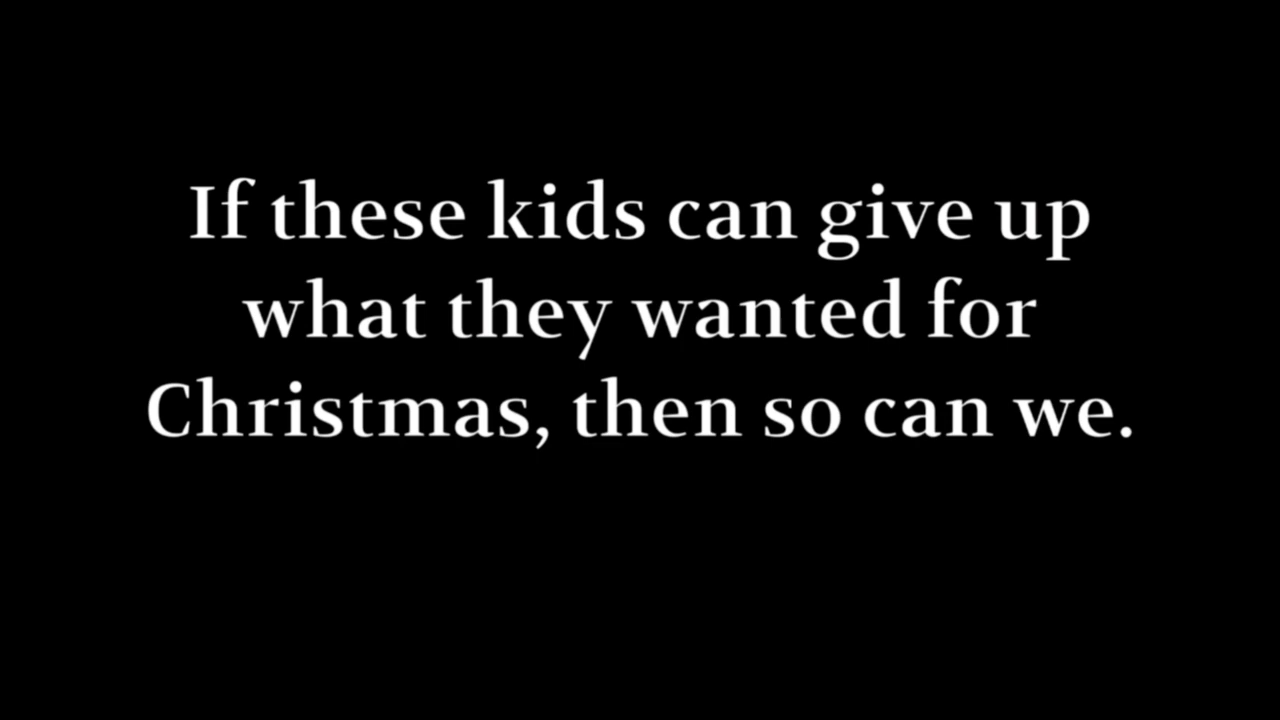 If these kids can give up
what they wanted for
Christmas, then so can we.